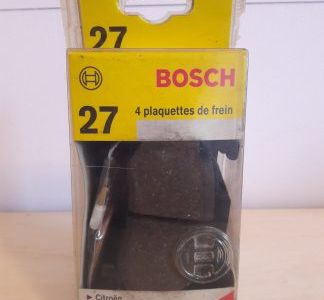 27
BOSCH
27
4 plaquettes de frein
► Citroën